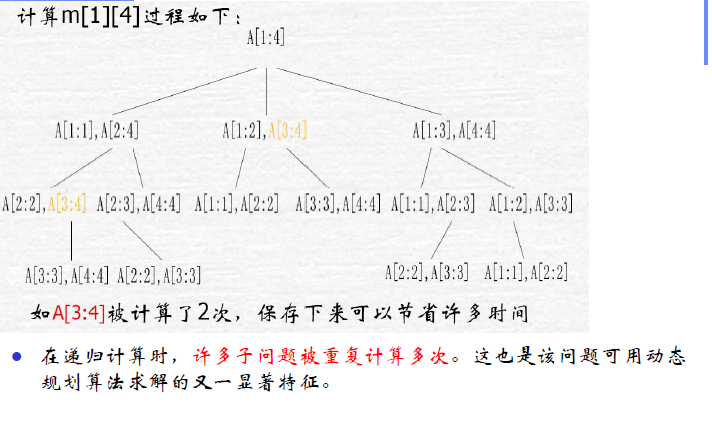 计算m[1][4]过程如下：
A[1:4]
A[1:1],A[2:4] A[1:2],A[3:4] A[1:3],A[4:4]
A[2:2],A[3:4] A[2:3],A[4:4] A[1:1],A[2:2] A[3:3],A[4:4] A[1:1],A[2:3] A[1:2],A[3:3]
A[3:3],A[4:4] A[2:2],A[3:3] A[2:2],A[3:3] A[1:1],A[2:2]
如A[3:4]被计算了2次，保存下来可以节省许多时间
● 在递归计算时，许多子问题被重复计算多次。这也是该问题可用动态
规划算法求解的又一显著特征。